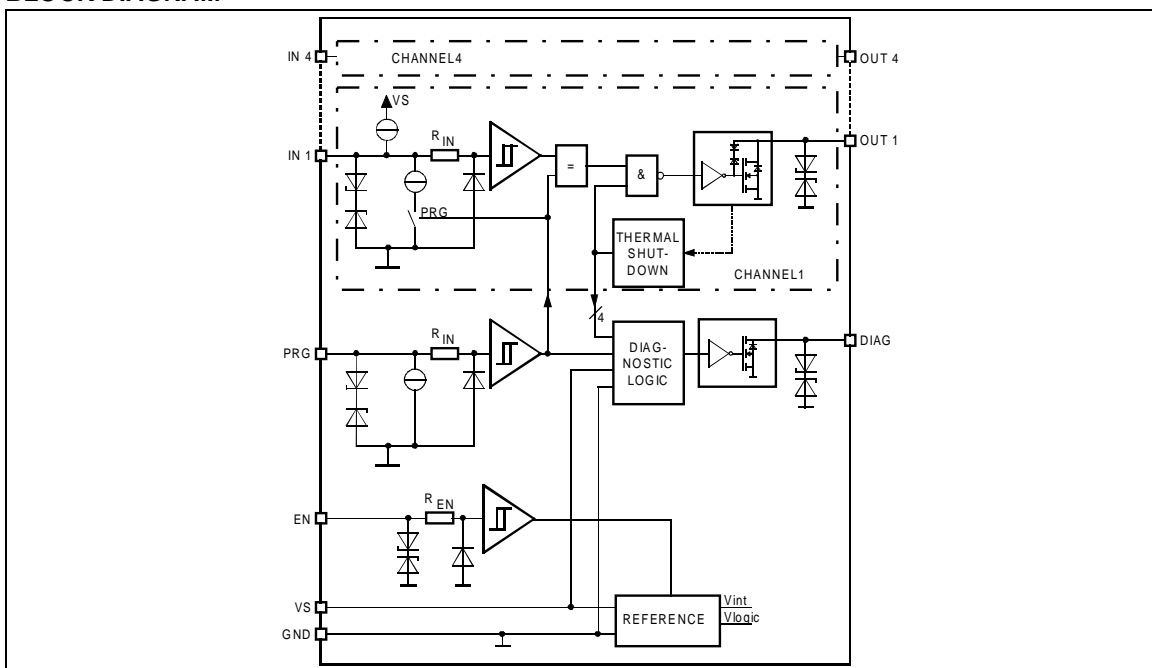 BLOCK DIAGRAM
IN 4
CHANNEL4
OUT 4
VS
R IN
IN 1
OUT 1
=
&
PRG
THERMAL
SHUT-
DOWN
CHANNEL1
4
R IN
PRG
DIAG-
NOSTIC
LOGIC
DIAG
R EN
EN
VS
GND
REFERENCE
Vint
Vlogic